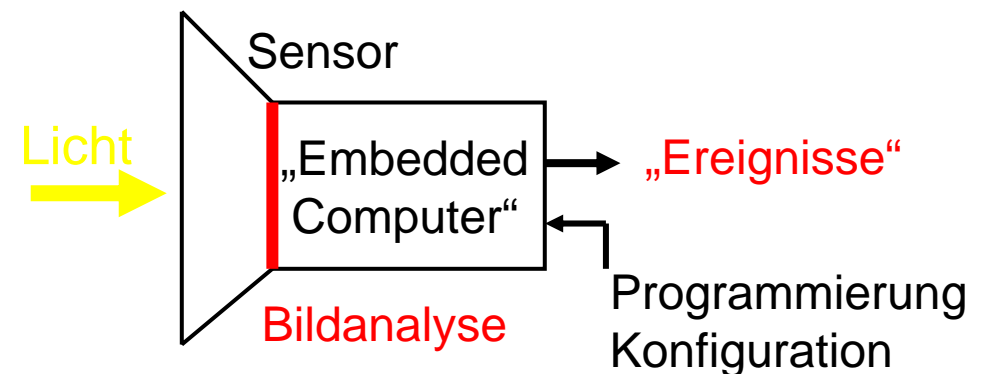 Sensor
Licht
„Embedded
Computer“
„Ereignisse“
Bildanalyse
Programmierung
Konfiguration